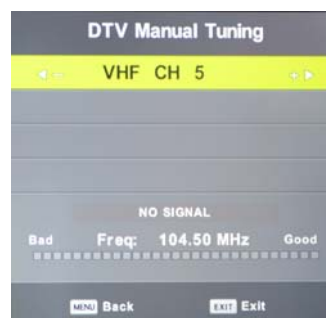 DTV Manual Tuning
VHF CH 5
NO SIGNAL
Bad Freq: 104.50 MHz Good
MENU Back EXIT Exit